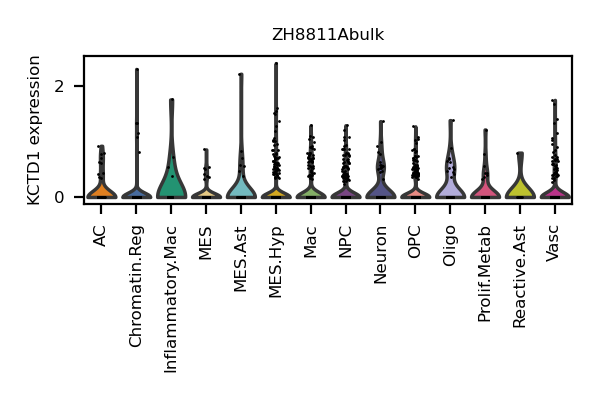 ZH8811Abulk
KCTD1 expression
2
0
AC
Chromatin.Reg
Inflammatory.Mac
MES
MES.Ast
MES.Hyp
Mac
NPC
Neuron
OPC
Oligo
Prolif.Metab
Reactive.Ast
Vasc